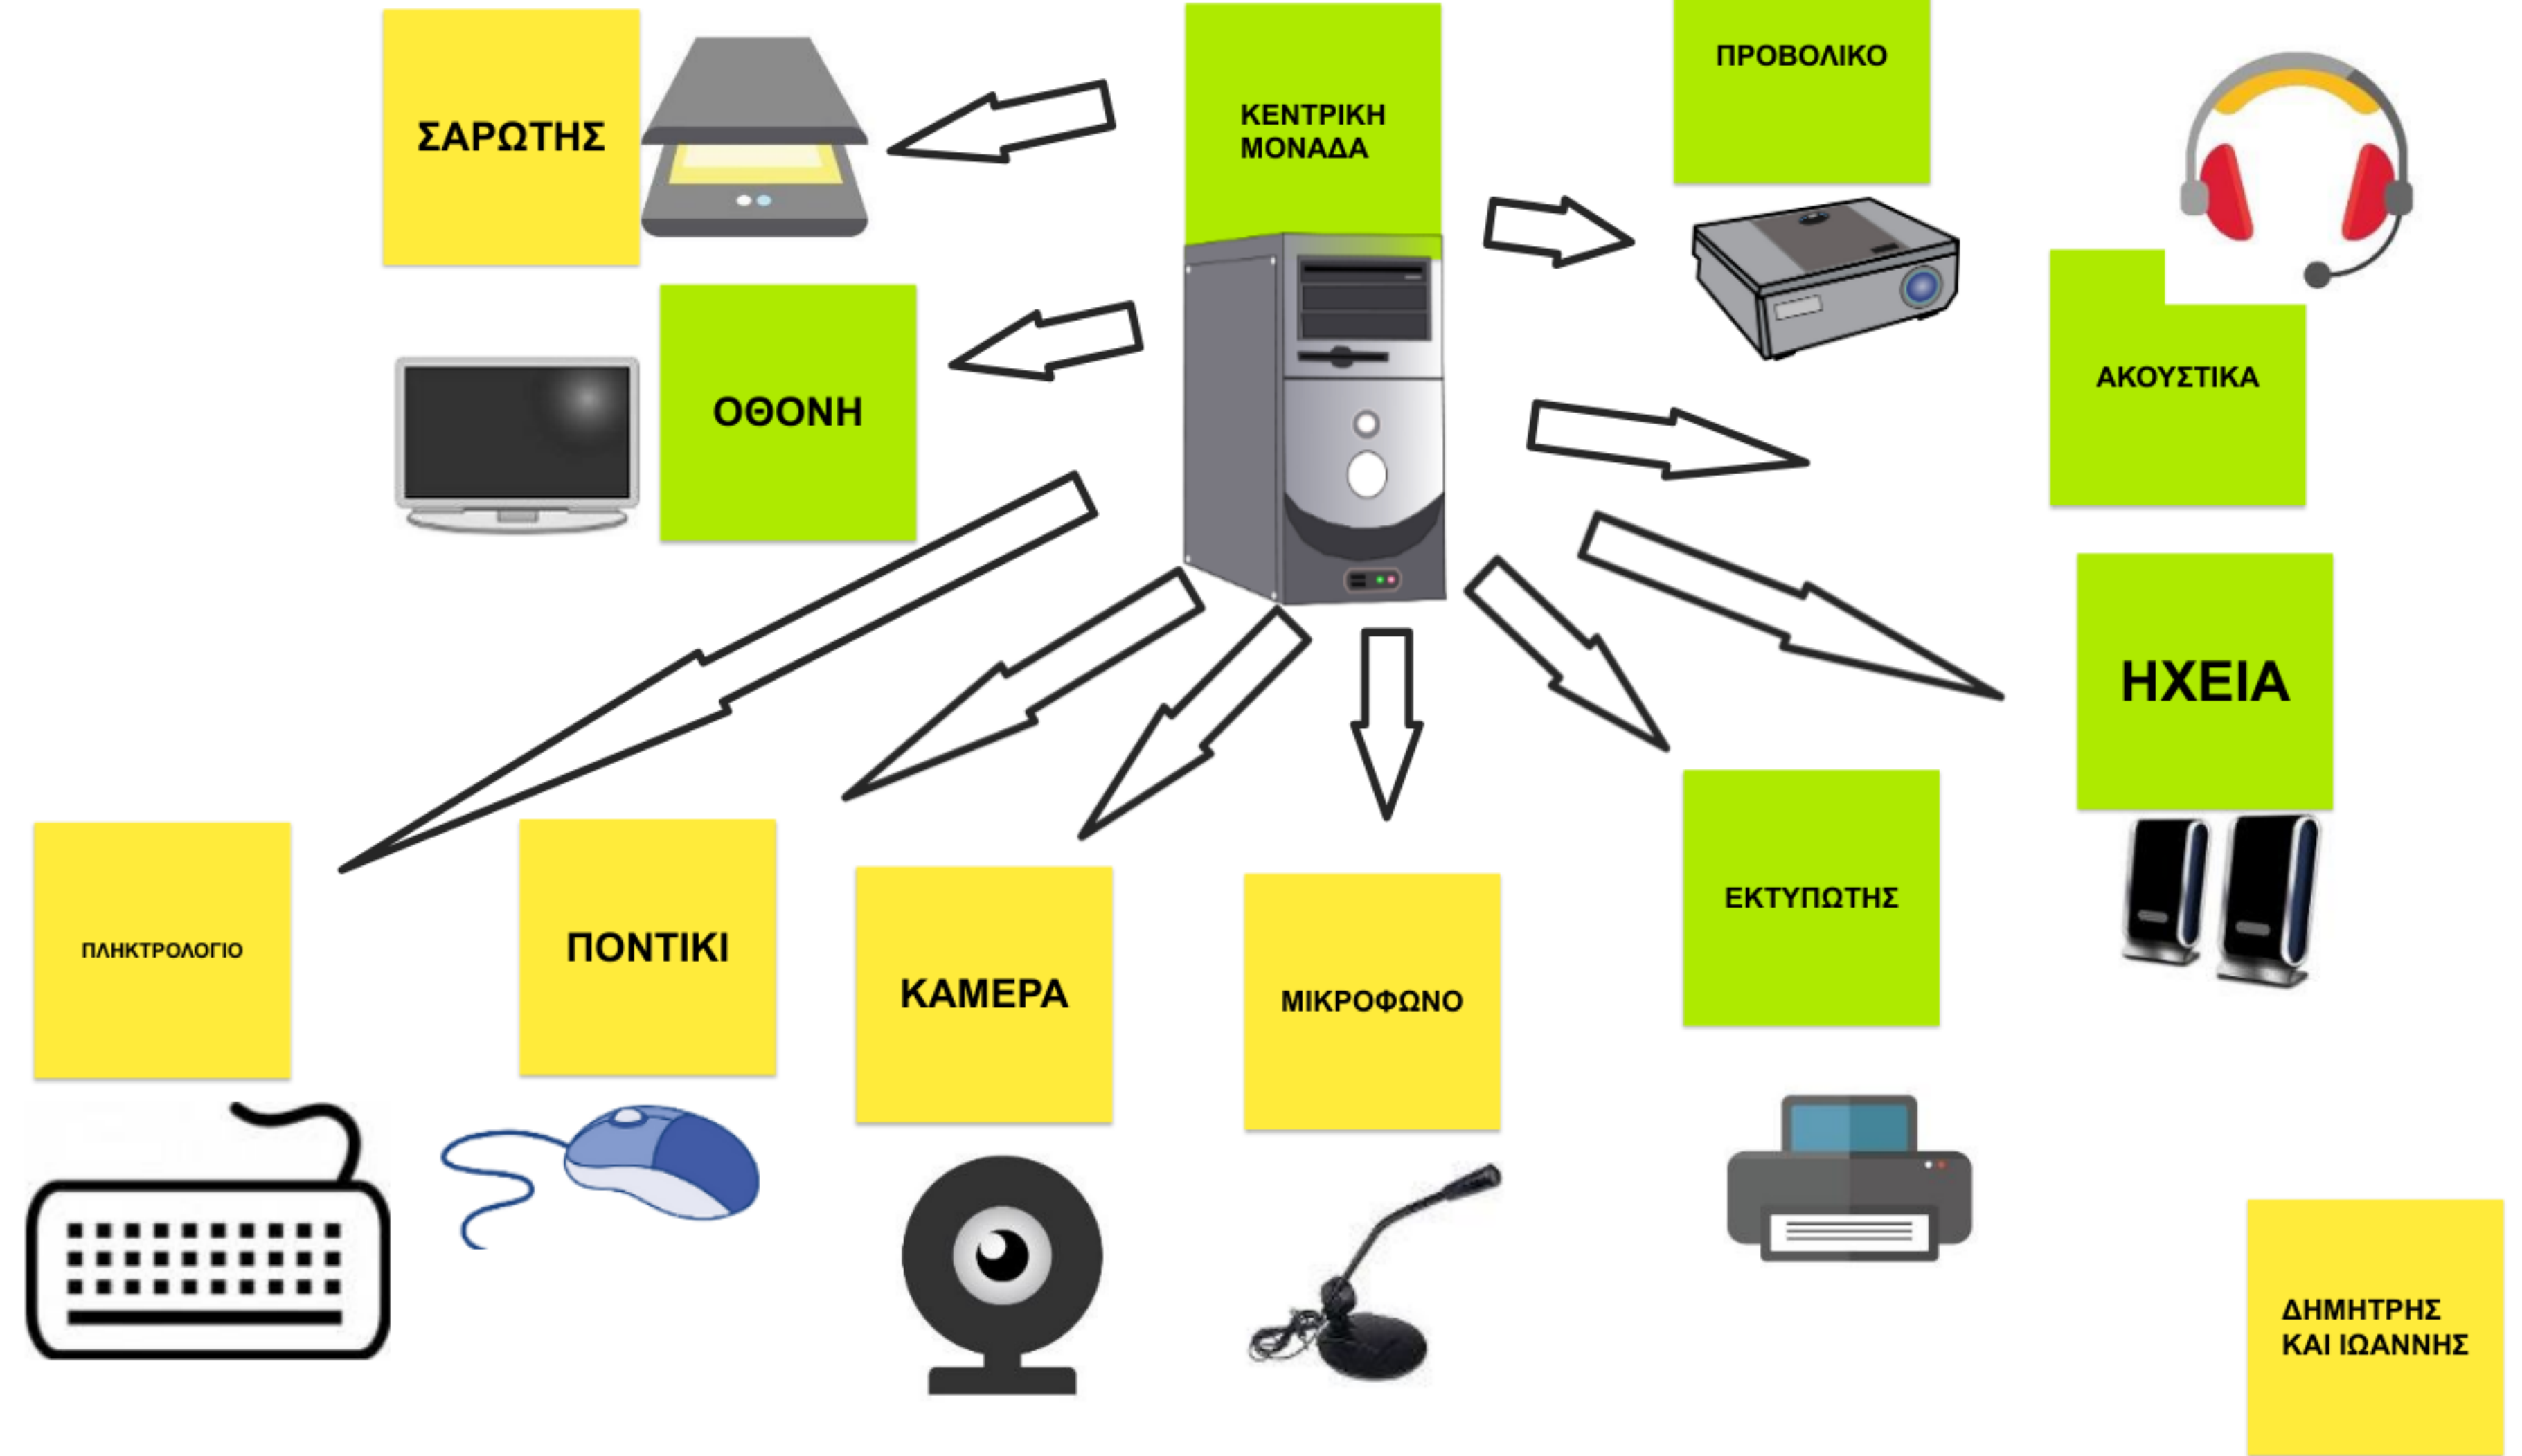 ΣΑΡΩΤΗΣ
ΚΕΝΤΡΙΚΗ
ΜΟΝΑΔΑ
ΠΡΟΒΟΛΙΚΟ
ΟΘΟΝΗ
ΑΚΟΥΣΤΙΚΑ
ΗΧΕΙΑ
ΠΛΗΚΤΡΟΛΟΓΙΟ
ΠΟΝΤΙΚΙ
ΚΑΜΕΡΑ
ΜΙΚΡΟΦΩΝΟ
ΕΚΤΥΠΩΤΗΣ
ΔΗΜΗΤΡΗΣ
ΚΑΙ ΙΩΑΝΝΗΣ